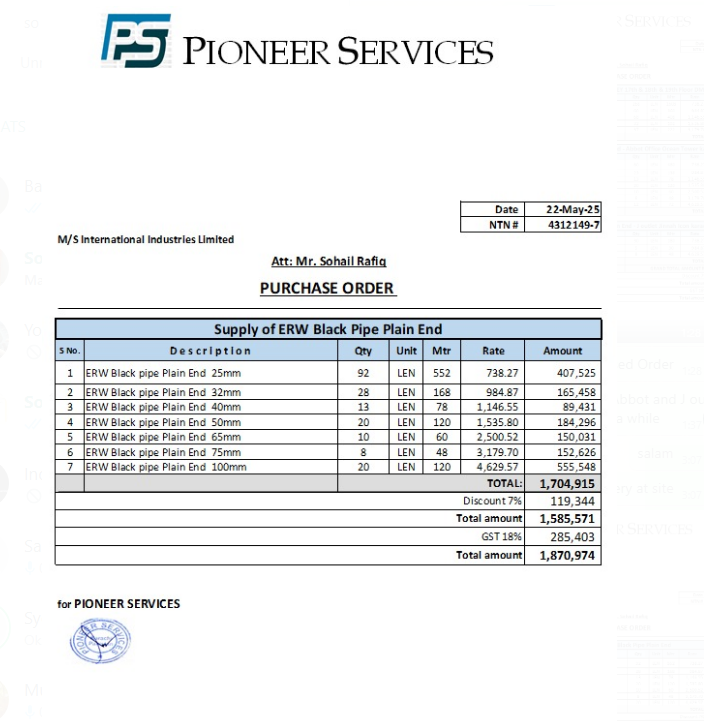 PS PIONEER SERVICES
Date 22-May-25
NTN # 4312149-7
M/S International Industries Limited
Att: Mr. Sohail Rafiq
PURCHASE ORDER
Supply of ERW Black Pipe Plain End
S No. Description Qty Unit Mtr Rate Amount
1 ERW Black pipe Plain End 25mm 92 LEN 552 738.27 407,525
2 ERW Black pipe Plain End 32mm 28 LEN 168 984.87 165,458
3 ERW Black pipe Plain End 40mm 13 LEN 78 1,146.55 89,431
4 ERW Black pipe Plain End 50mm 20 LEN 120 1,535.80 184,296
5 ERW Black pipe Plain End 65mm 10 LEN 60 2,500.52 150,031
6 ERW Black pipe Plain End 75mm 8 LEN 48 3,179.70 152,626
7 ERW Black pipe Plain End 100mm 20 LEN 120 4,629.57 555,548
TOTAL: 1,704,915
Discount 7% 119,344
Total amount 1,585,571
GST 18% 285,403
Total amount 1,870,974
for PIONEER SERVICES
PIONEER SERVICES